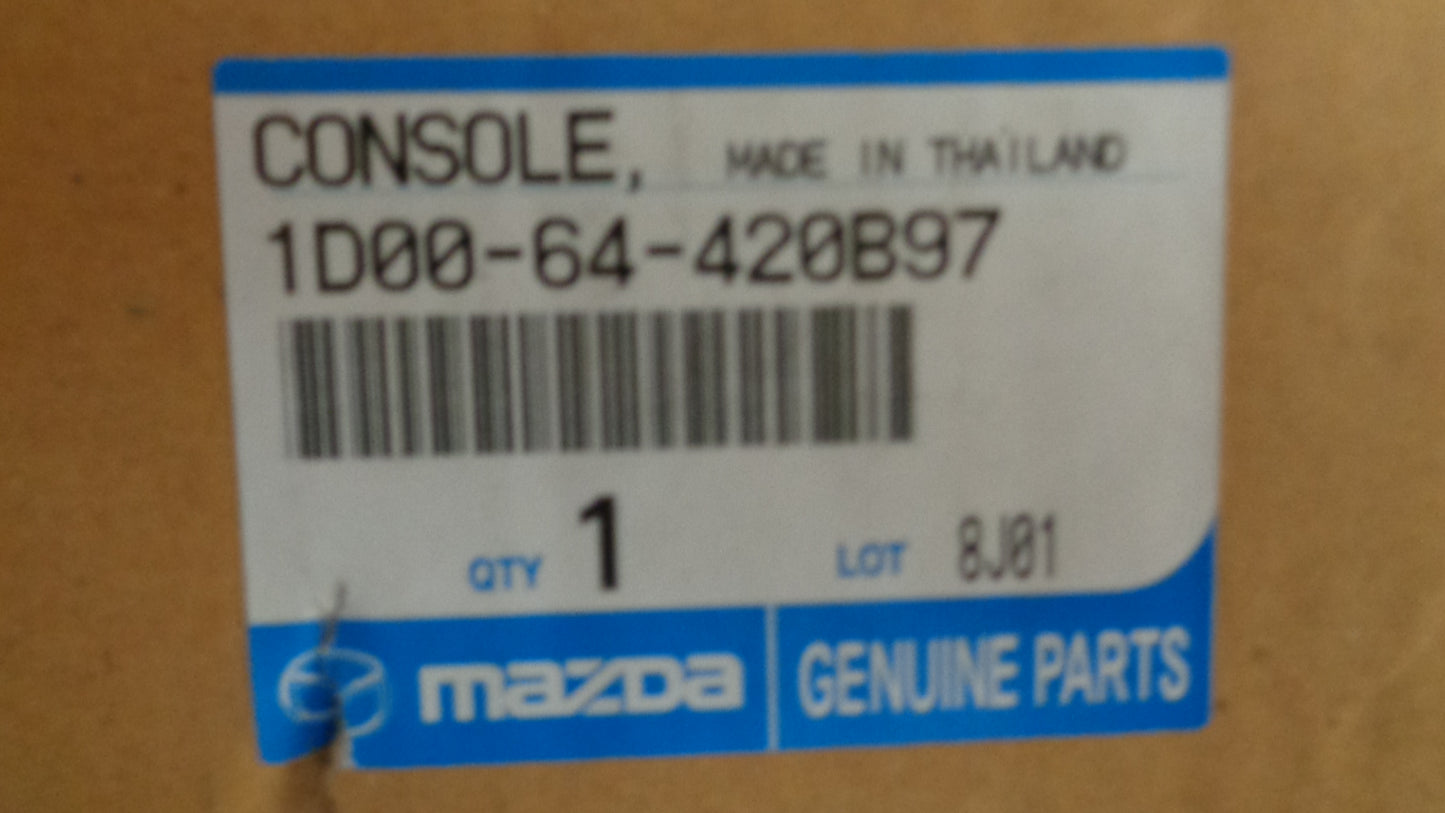 CONSOLE, MADE IN THAILAND
1D00-64-420B97
QTY 1 LOT 8J01
mazda GENUINE PARTS